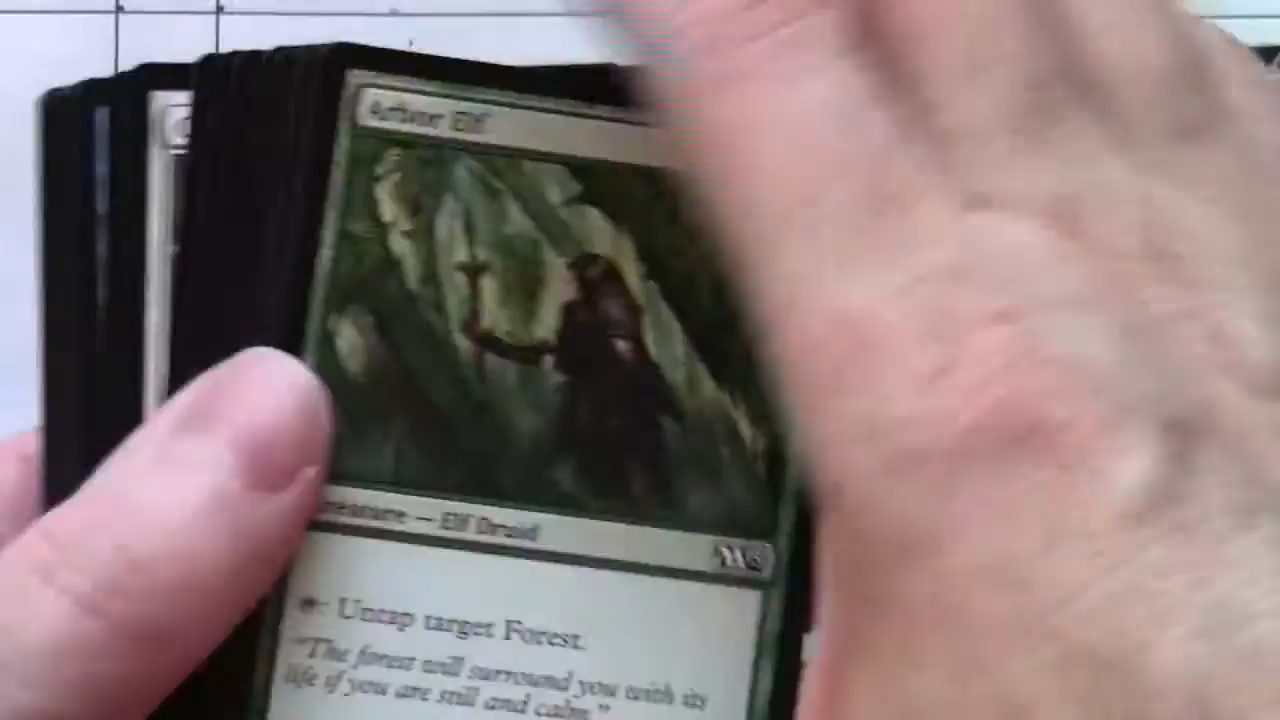 Arbor Elf
Creature – Elf Druid
: Untap target Forest.
"The forest will surround you with its
life if you are still and calm."